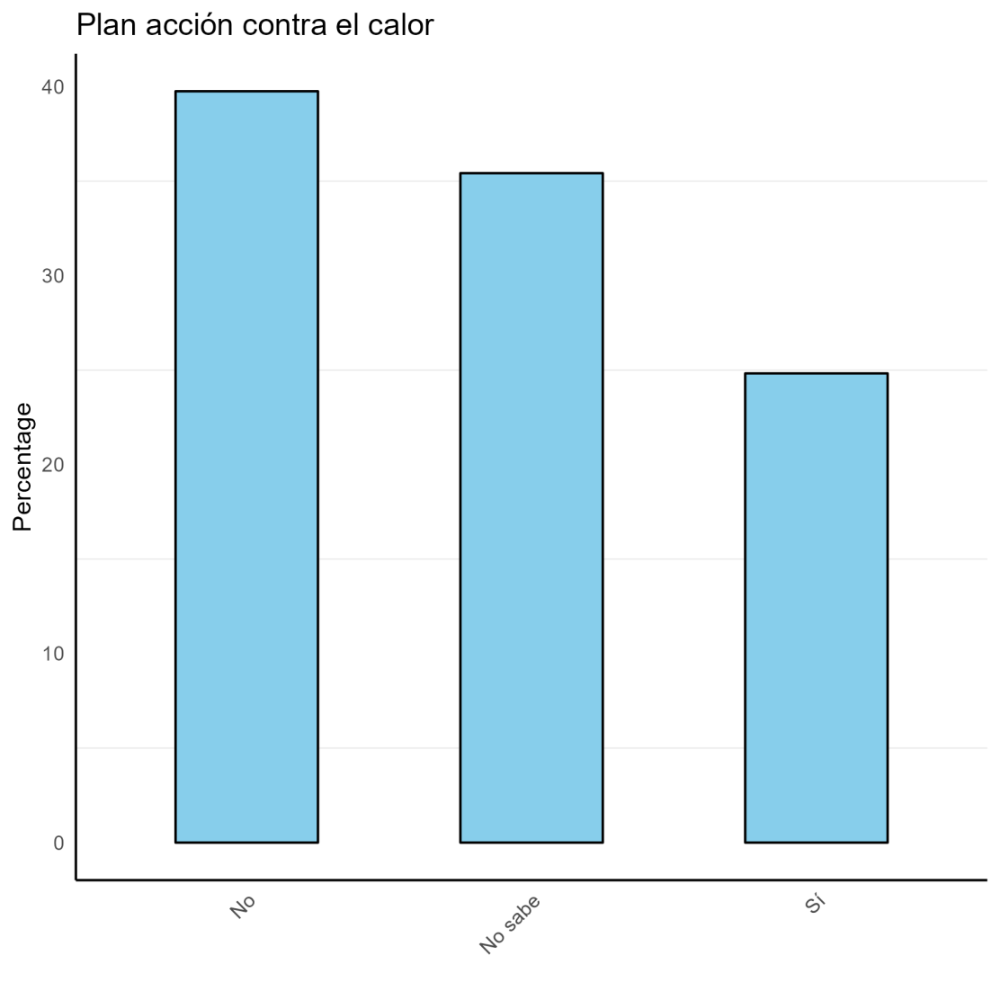 Plan acción contra el calor
Percentage
40
30
20
10
0
No
No sabe
Sí